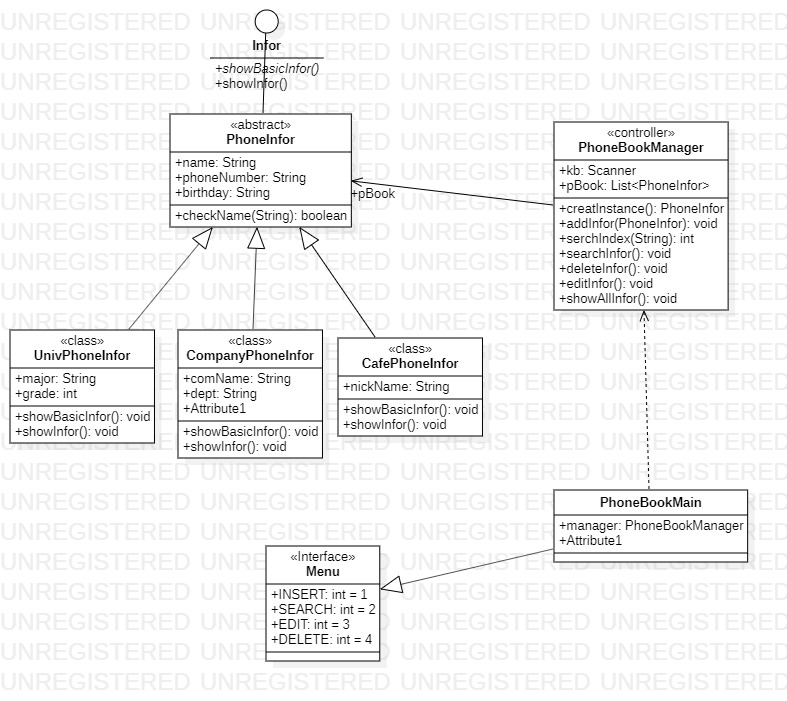 Infor
+showBasicInfor()
+showInfor()
«abstract»
PhoneInfor
+name: String
+phoneNumber: String
+birthday: String
+checkName(String): boolean
+pBook
«controller»
PhoneBookManager
+kb: Scanner
+pBook: List<PhoneInfor>
+creatInstance(): PhoneInfor
+addInfor(PhoneInfor): void
+serchIndex(String): int
+searchInfor(): void
+deleteInfor(): void
+editInfor(): void
+showAllInfor(): void
«class»
UnivPhoneInfor
+major: String
+grade: int
+showBasicInfor(): void
+showInfor(): void
«class»
CompanyPhoneInfor
+comName: String
+dept: String
+Attribute1
+showBasicInfor(): void
+showInfor(): void
«class»
CafePhoneInfor
+nickName: String
+showBasicInfor(): void
+showInfor(): void
PhoneBookMain
+manager: PhoneBookManager
+Attribute1
«Interface»
Menu
+INSERT: int = 1
+SEARCH: int = 2
+EDIT: int = 3
+DELETE: int = 4
UNREGISTERED UNREGISTERED UNREGISTERED UNREGISTERED